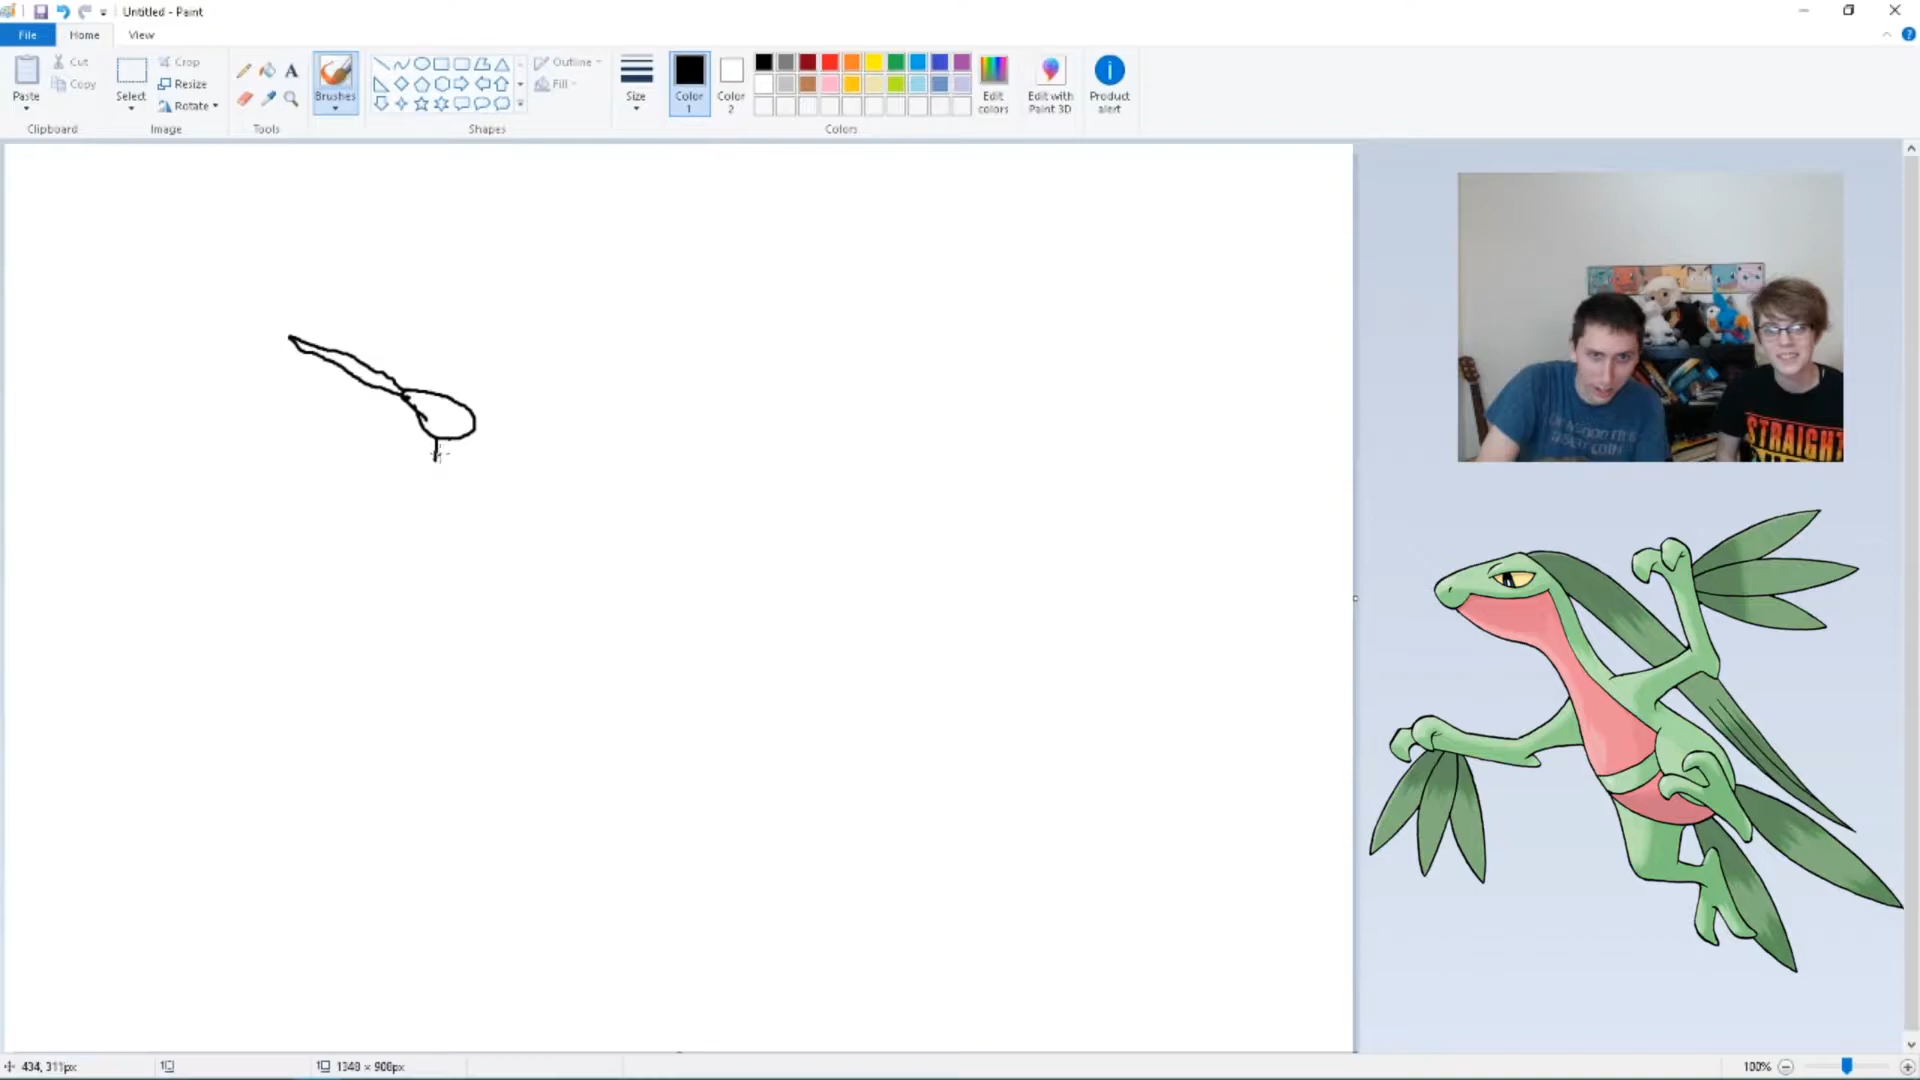 Untitled - Paint
File Home View
Paste
Cut
Copy
Clipboard
Select
Crop
Resize
Rotate
Image
A
Tools
Brushes
Outline
Fill
Shapes
Size
Color 1
Color 2
Edit colors
Colors
Edit with Paint 3D
Product alert
STRAIGHT
434, 311px
1348 × 908px
100%